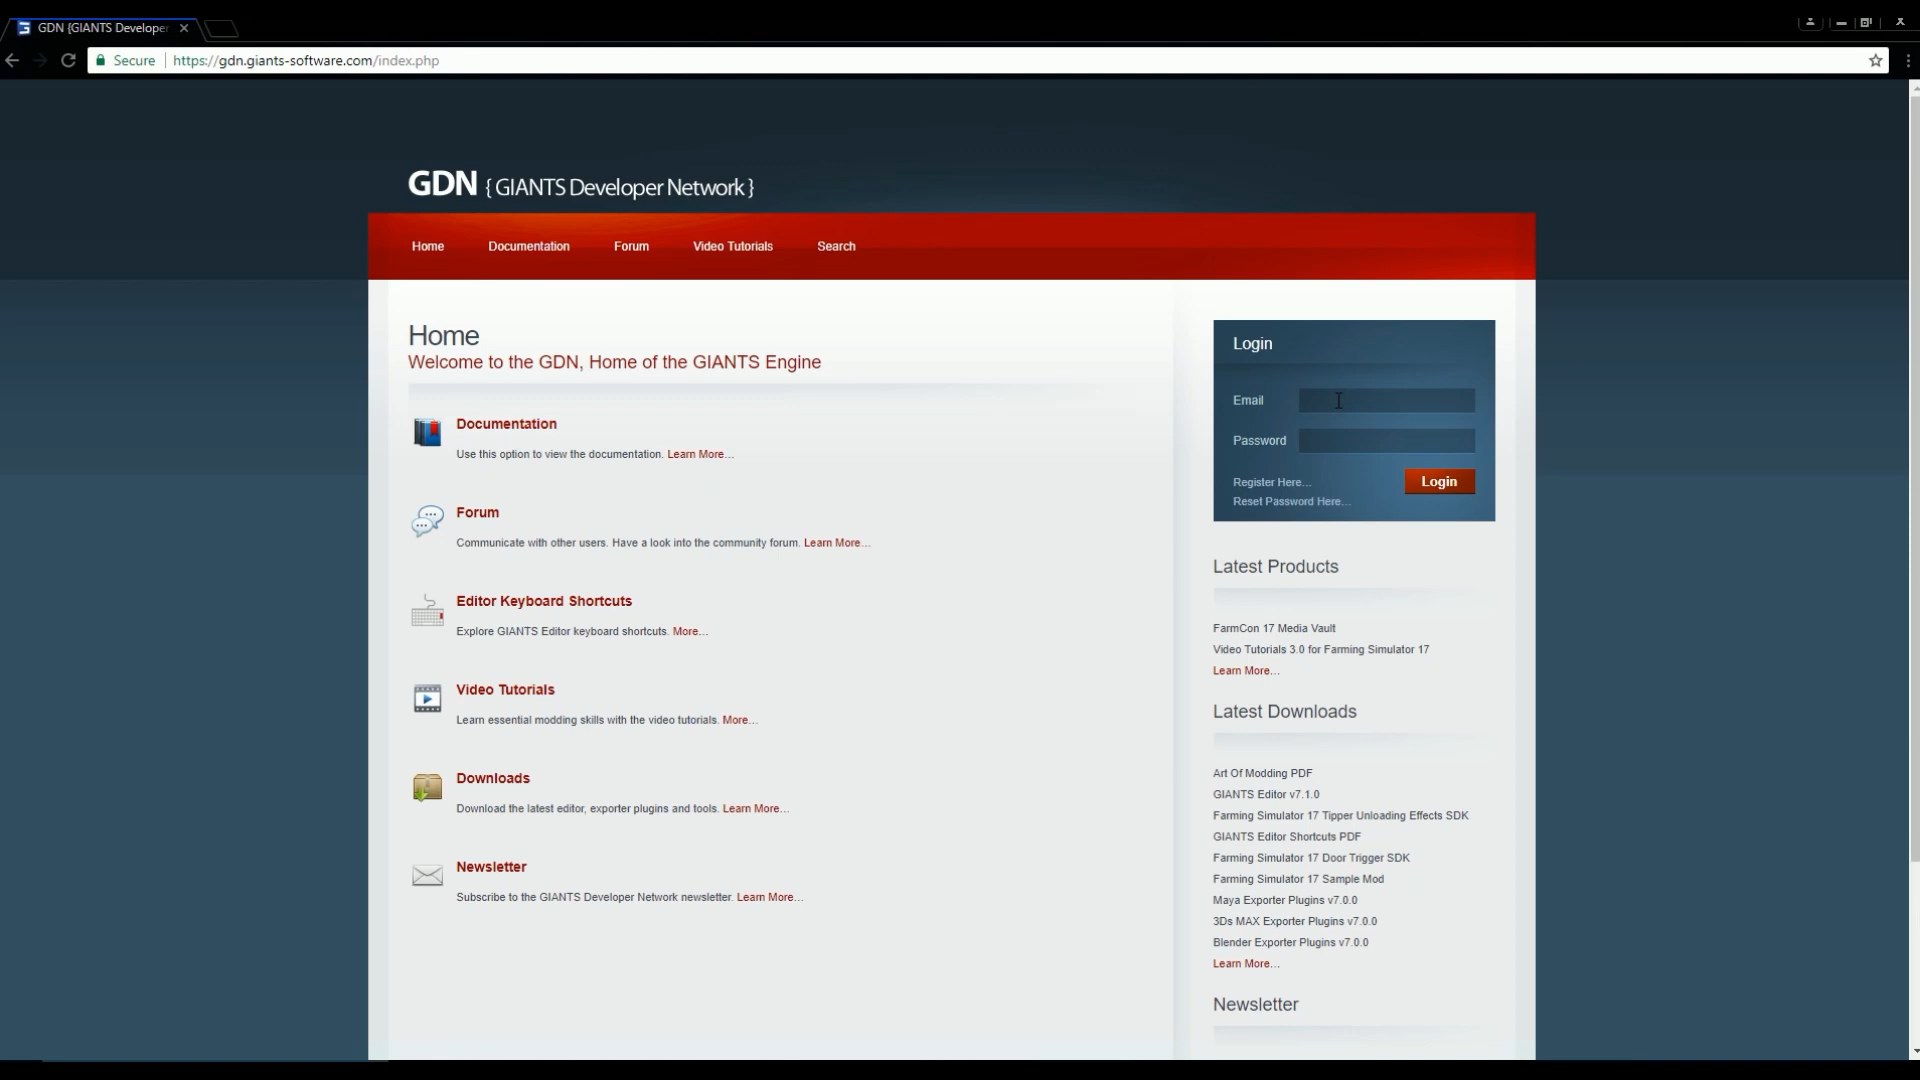 GDN {GIANTS Developer
Secure
https://gdn.giants-software.com/index.php
GDN { GIANTS Developer Network }
Home
Documentation
Forum
Video Tutorials
Search
Home
Welcome to the GDN, Home of the GIANTS Engine
Documentation
Use this option to view the documentation. Learn More...
Forum
Communicate with other users. Have a look into the community forum. Learn More...
Editor Keyboard Shortcuts
Explore GIANTS Editor keyboard shortcuts. More...
Video Tutorials
Learn essential modding skills with the video tutorials. More...
Downloads
Download the latest editor, exporter plugins and tools. Learn More...
Newsletter
Subscribe to the GIANTS Developer Network newsletter. Learn More...
Login
Email
Password
Register Here...
Login
Reset Password Here...
Latest Products
FarmCon 17 Media Vault
Video Tutorials 3.0 for Farming Simulator 17
Learn More...
Latest Downloads
Art Of Modding PDF
GIANTS Editor v7.1.0
Farming Simulator 17 Tipper Unloading Effects SDK
GIANTS Editor Shortcuts PDF
Farming Simulator 17 Door Trigger SDK
Farming Simulator 17 Sample Mod
Maya Exporter Plugins v7.0.0
3Ds MAX Exporter Plugins v7.0.0
Blender Exporter Plugins v7.0.0
Learn More...
Newsletter